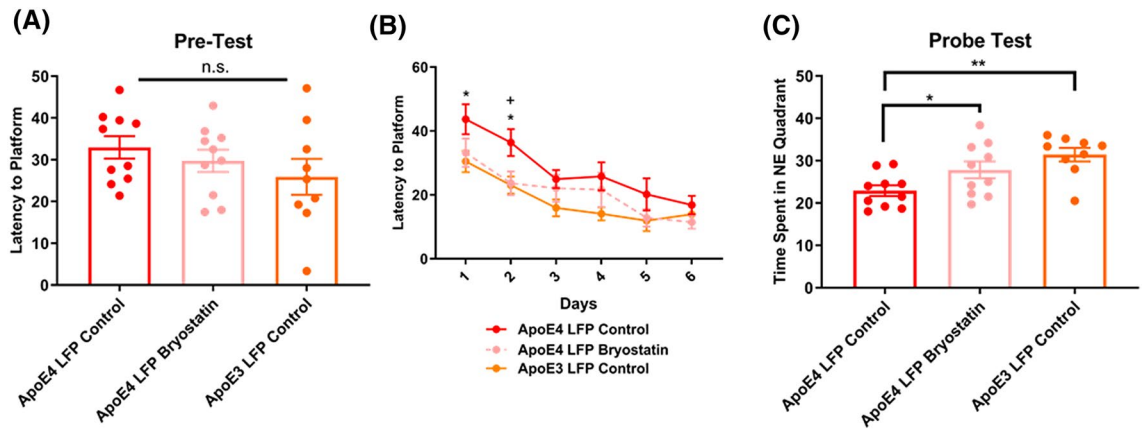 (A)
Pre-Test
n.s.
50
40
30
20
10
0
Latency to Platform
ApoE4 LFP Control
ApoE4 LFP Bryostatin
ApoE3 LFP Control
(B)
60
40
20
0
Latency to Platform
*
+
*
1 2 3 4 5 6
Days
ApoE4 LFP Control
ApoE4 LFP Bryostatin
ApoE3 LFP Control
(C)
Probe Test
**
*
50
40
30
20
10
0
Time Spent in NE Quadrant
ApoE4 LFP Control
ApoE4 LFP Bryostatin
ApoE3 LFP Control